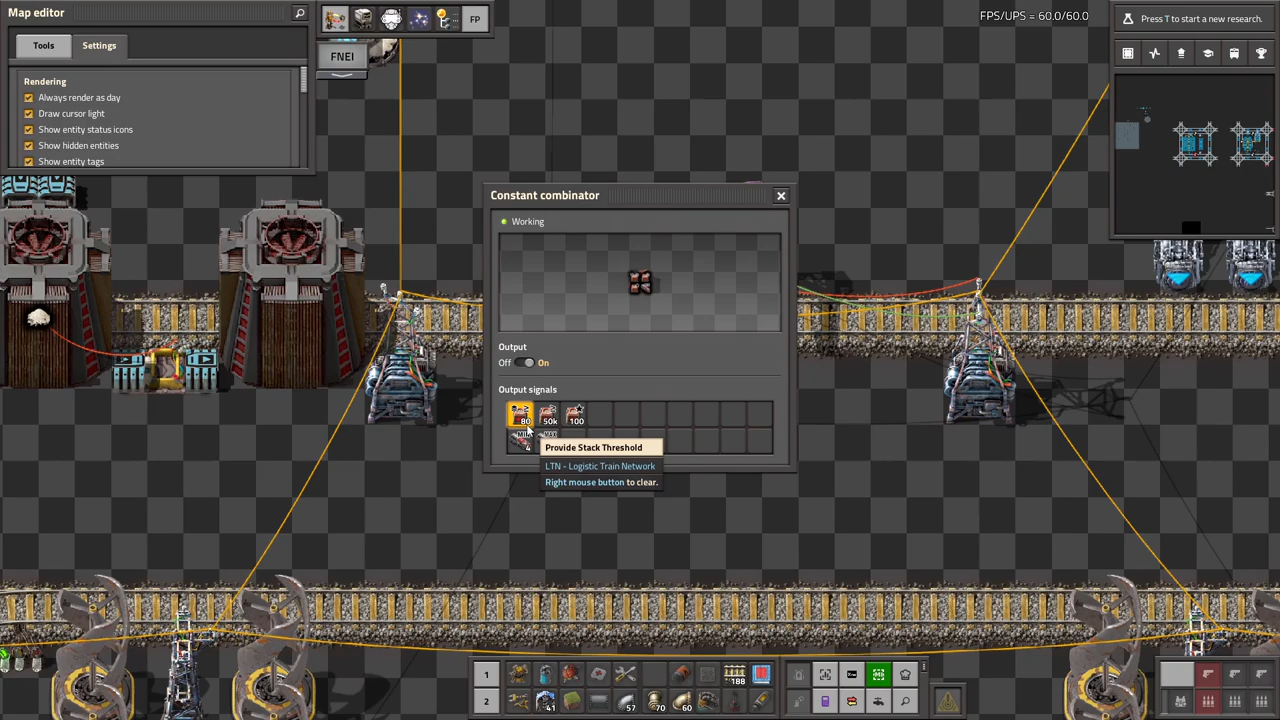 Map editor
FP
FPS/UPS = 60.0/60.0
Press T to start a new research.
Tools
Settings
FNEI
Rendering
Always render as day
Draw cursor light
Show entity status icons
Show hidden entities
Show entity tags
Constant combinator
Working
Output
Off
On
Output signals
80
50k
100
MIN
MAX
4
Provide Stack Threshold
LTN - Logistic Train Network
Right mouse button to clear.
1
188
2
41
57
70
60